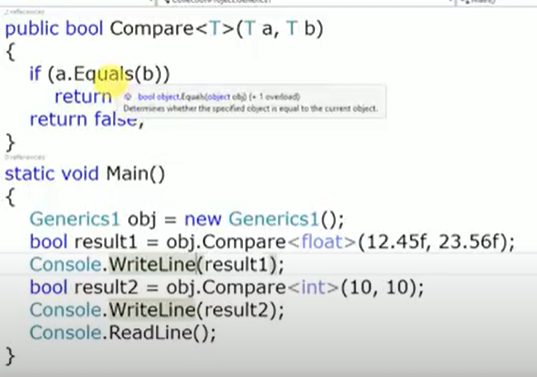 2 references
public bool Compare<T>(T a, T b)
{
if (a.Equals(b))
return
bool object.Equals(object obj) (+ 1 overload)
Determines whether the specified object is equal to the current object.
return false;
}
0 references
static void Main()
{
Generics1 obj = new Generics1();
bool result1 = obj.Compare<float>(12.45f, 23.56f);
Console.WriteLine(result1);
bool result2 = obj.Compare<int>(10, 10);
Console.WriteLine(result2);
Console.ReadLine();
}